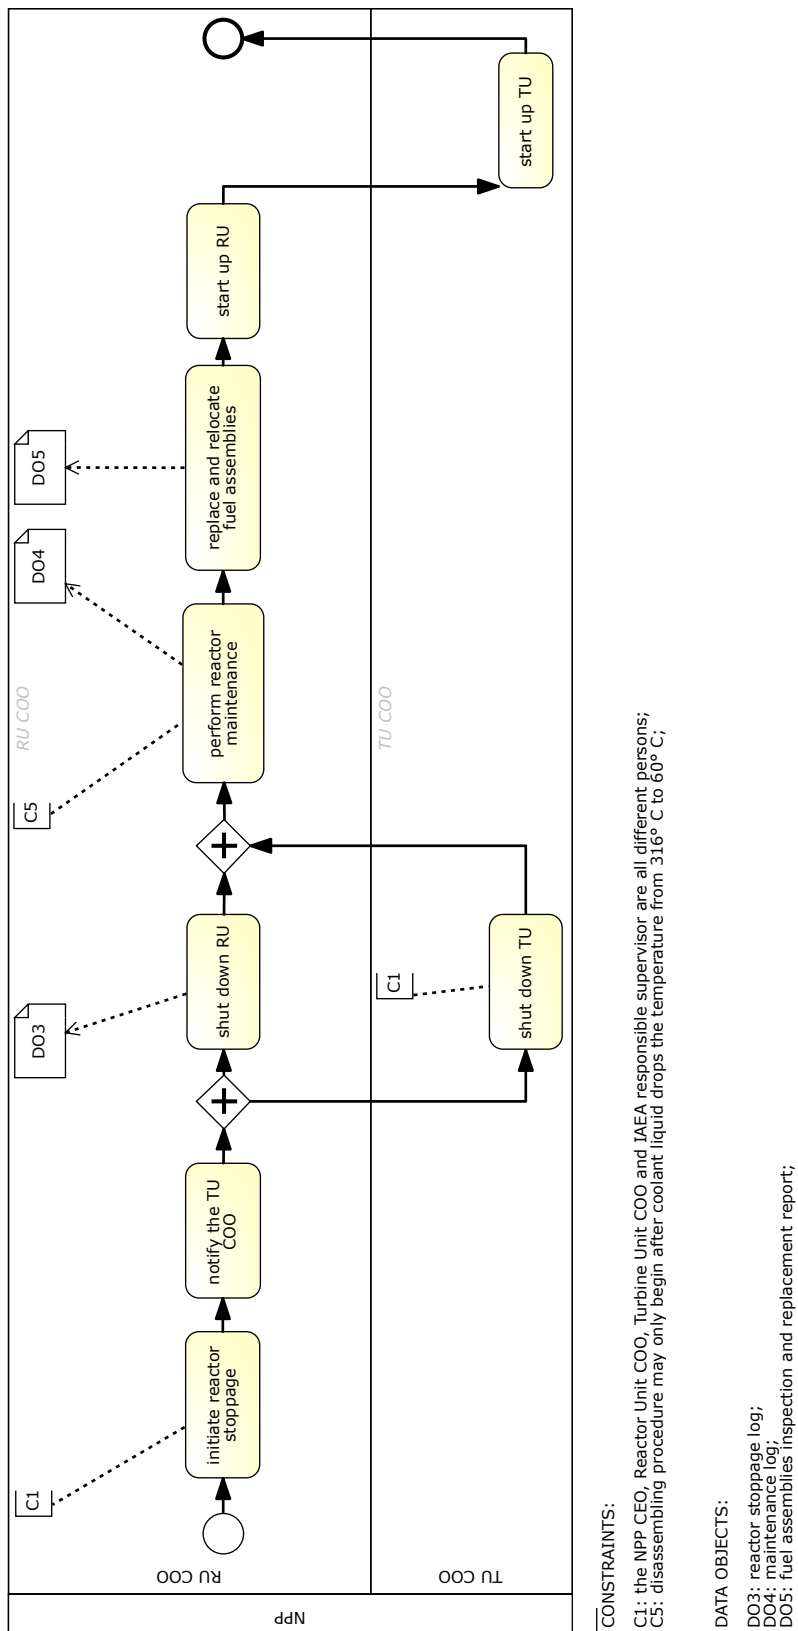 NPP
RU COO
TU COO
RU COO
TU COO
C1
initiate reactor
stoppage
notify the TU
COO
DO3
shut down RU
C1
shut down TU
C5
perform reactor
maintenance
DO4
DO5
replace and relocate
fuel assemblies
start up RU
start up TU
CONSTRAINTS:
C1: the NPP CEO, Reactor Unit COO, Turbine Unit COO and IAEA responsible supervisor are all different persons;
C5: disassembling procedure may only begin after coolant liquid drops the temperature from 316° C to 60° C;
DATA OBJECTS:
DO3: reactor stoppage log;
DO4: maintenance log;
DO5: fuel assemblies inspection and replacement report;